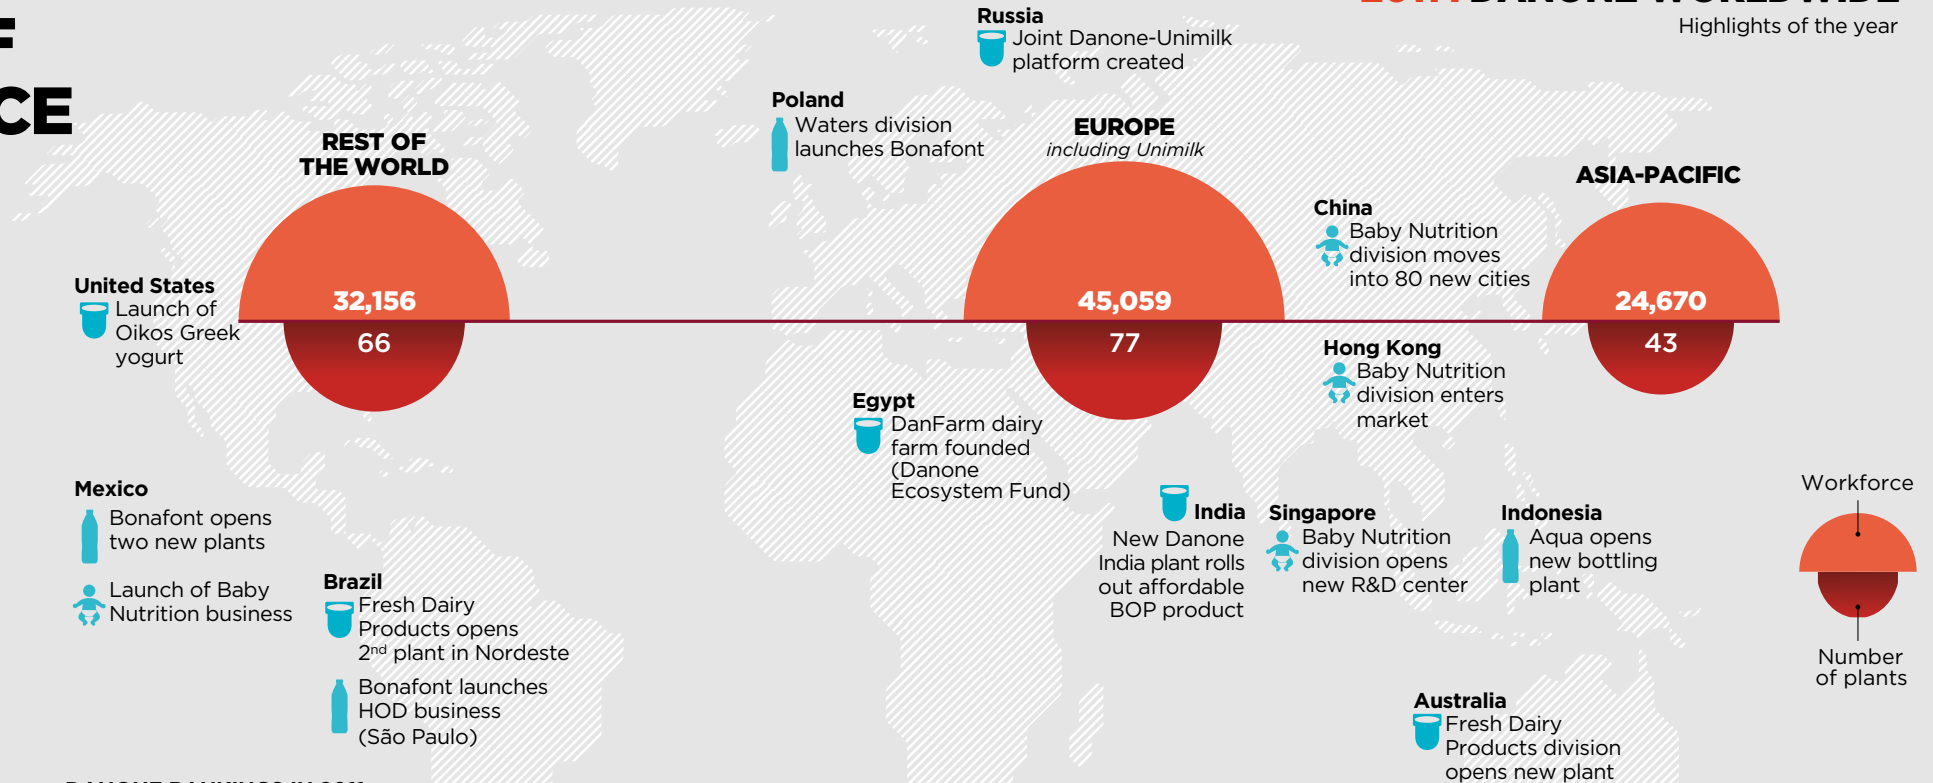 CE
Highlights of the year
Russia
Joint Danone-Unimilk
platform created
Poland
Waters division
launches Bonafont
REST OF
THE WORLD
32,156
66
EUROPE
including Unimilk
45,059
77
ASIA-PACIFIC
24,670
43
United States
Launch of
Oikos Greek
yogurt
China
Baby Nutrition
division moves
into 80 new cities
Hong Kong
Baby Nutrition
division enters
market
Egypt
DanFarm dairy
farm founded
(Danone
Ecosystem Fund)
Mexico
Bonafont opens
two new plants
Launch of Baby
Nutrition business
Brazil
Fresh Dairy
Products opens
2nd plant in Nordeste
Bonafont launches
HOD business
(São Paulo)
India
New Danone
India plant rolls
out affordable
BOP product
Singapore
Baby Nutrition
division opens
new R&D center
Indonesia
Aqua opens
new bottling
plant
Australia
Fresh Dairy
Products division
opens new plant
Workforce
Number
of plants